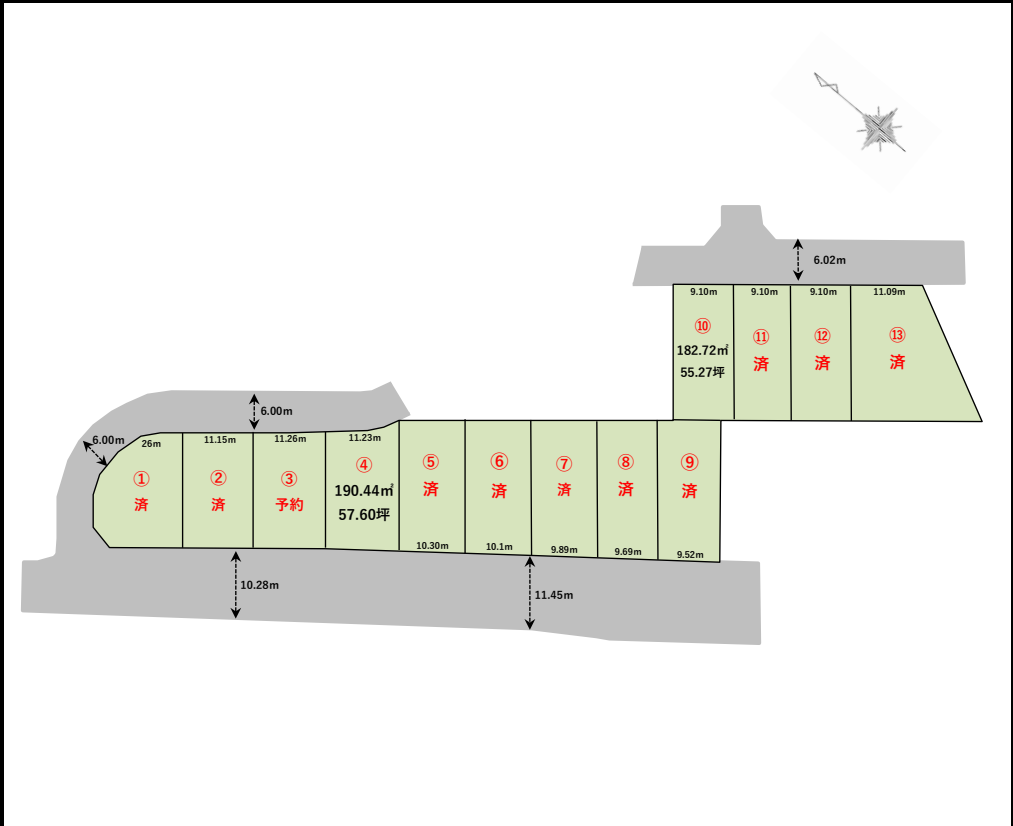 6.02m
9.10m
9.10m
9.10m
11.09m
⑩
182.72㎡
55.27坪
⑪
済
⑫
済
⑬
済
6.00m
6.00m
26m
11.15m
11.26m
11.23m
①
済
②
済
③
予約
④
190.44㎡
57.60坪
⑤
済
⑥
済
⑦
済
⑧
済
⑨
済
10.30m
10.1m
9.89m
9.69m
9.52m
10.28m
11.45m